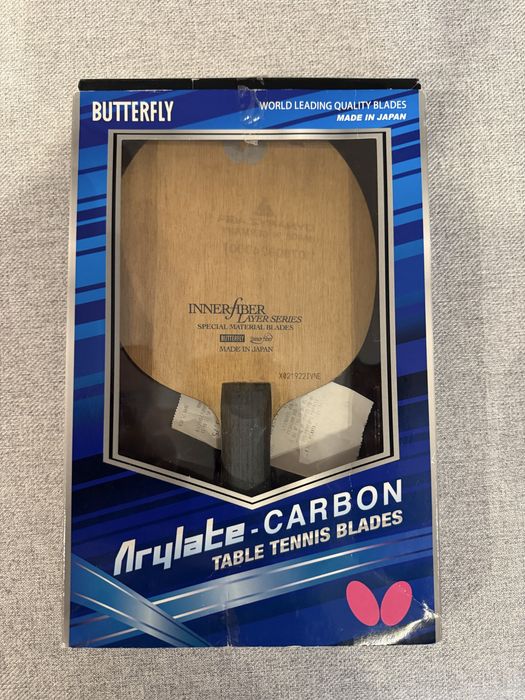 BUTTERFLY
WORLD LEADING QUALITY BLADES
MADE IN JAPAN
INNERfIBER
LAYER SERIES
SPECIAL MATERIAL BLADES
BUTTERFLY
MADE IN JAPAN
X021922IVNE
Arylate-CARBON
TABLE TENNIS BLADES